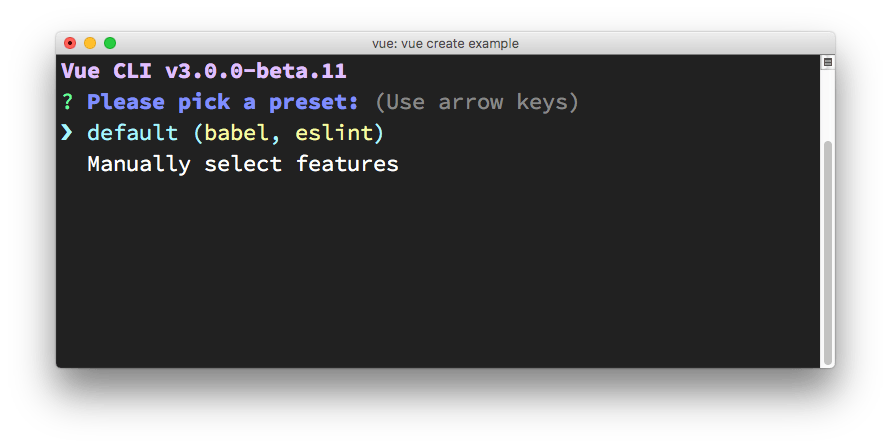 vue: vue create example
Vue CLI v3.0.0-beta.11
? Please pick a preset: (Use arrow keys)
❯ default (babel, eslint)
Manually select features